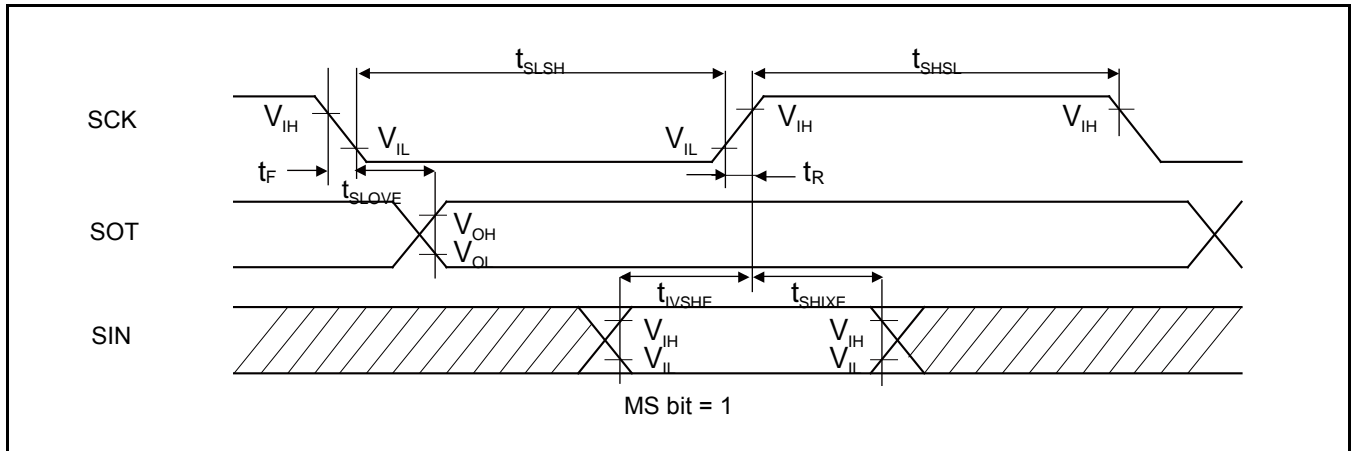 tSLSH
tSHSL
SCK
VIH
VIL
VIL
VIH
VIH
tF
tR
tSLOVE
SOT
VOH
VOL
tIVSHE
tSHIXE
SIN
VIH
VIL
VIH
VIL
MS bit = 1